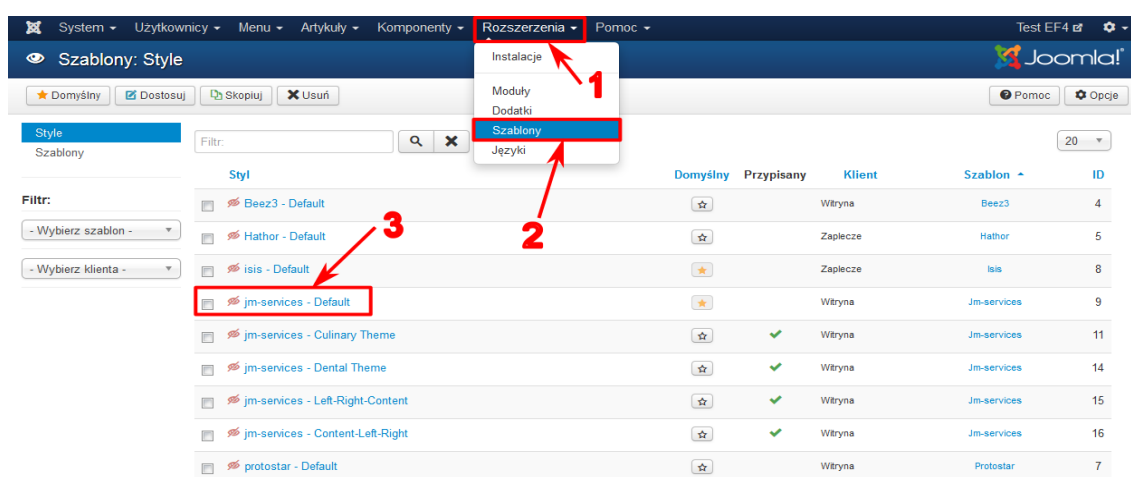 System Użytkownicy Menu Artykuły Komponenty Rozszerzenia Pomoc Test EF4
Szablony: Style Joomla!
Instalacje
Moduły
Dodatki
Szablony
Języki
1
2
3
Domyślny Dostosuj Skopiuj Usuń Pomoc Opcje
Style
Szablony
Filtr: 20
Styl Domyślny Przypisany Klient Szablon ID
Filtr:
- Wybierz szablon -
- Wybierz klienta -
Beez3 - Default Witryna Beez3 4
Hathor - Default Zaplecze Hathor 5
isis - Default Zaplecze Isis 8
jm-services - Default Witryna Jm-services 9
jm-services - Culinary Theme Witryna Jm-services 11
jm-services - Dental Theme Witryna Jm-services 14
jm-services - Left-Right-Content Witryna Jm-services 15
jm-services - Content-Left-Right Witryna Jm-services 16
protostar - Default Witryna Protostar 7